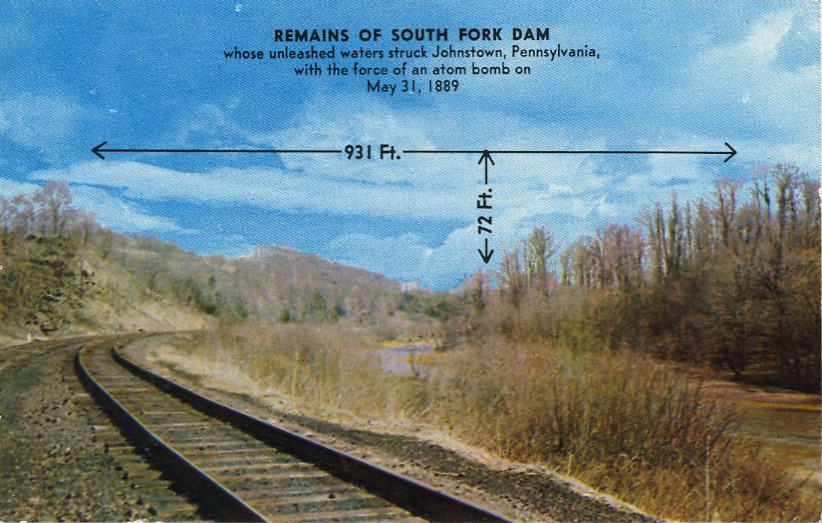 REMAINS OF SOUTH FORK DAM
whose unleashed waters struck Johnstown, Pennsylvania,
with the force of an atom bomb on
May 31, 1889
931 Ft.
72 Ft.